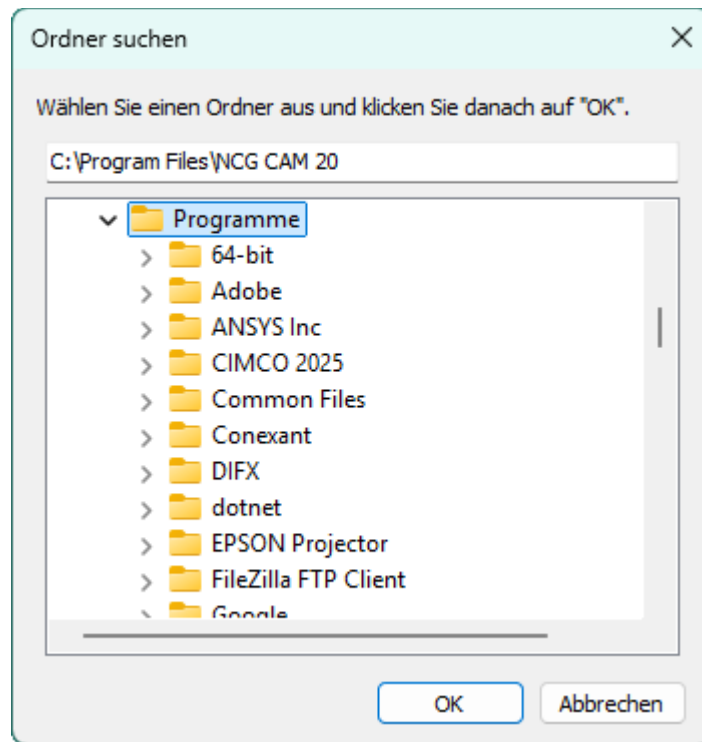 Ordner suchen
Wählen Sie einen Ordner aus und klicken Sie danach auf "OK".
C:\Program Files\NCG CAM 20
Programme
64-bit
Adobe
ANSYS Inc
CIMCO 2025
Common Files
Conexant
DIFX
dotnet
EPSON Projector
FileZilla FTP Client
Google
OK Abbrechen